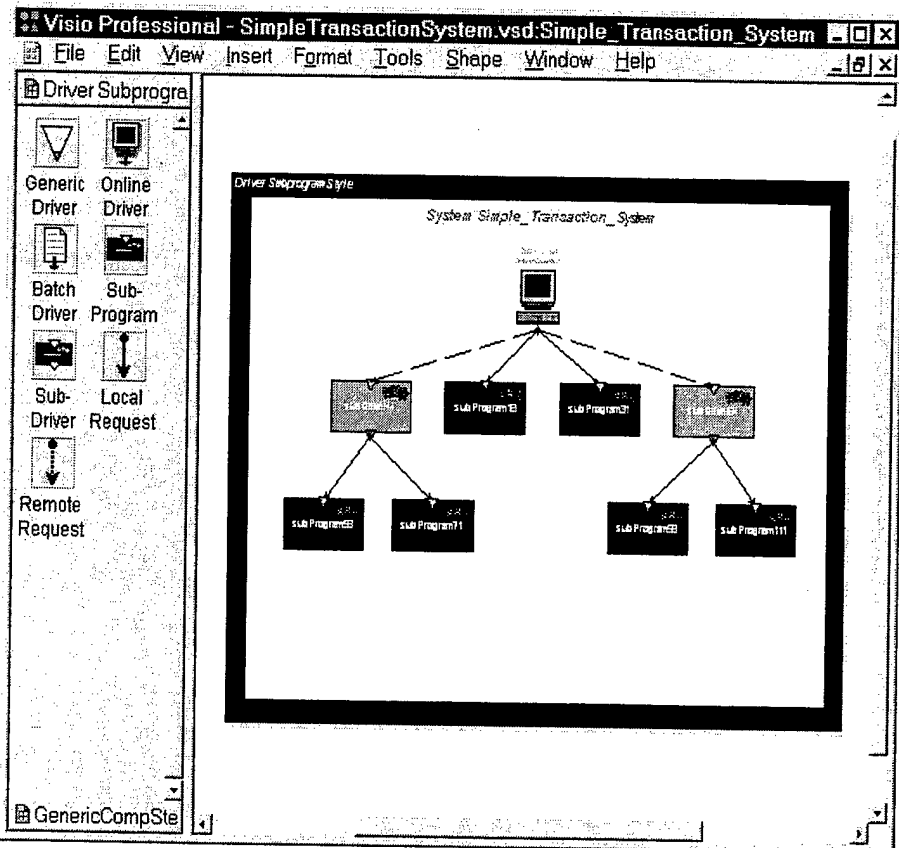 Visio Professional - SimpleTransactionSystem.vsd:Simple_Transaction_System
File Edit View Insert Format Tools Shape Window Help
Driver Subprogra
Generic Driver
Online Driver
Batch Driver
Sub-Program
Sub-Driver
Local Request
Remote Request
GenericCompSte
Driver Subprogram Style
System Simple_Transaction_System
sub Program31
sub Program71
sub Program111